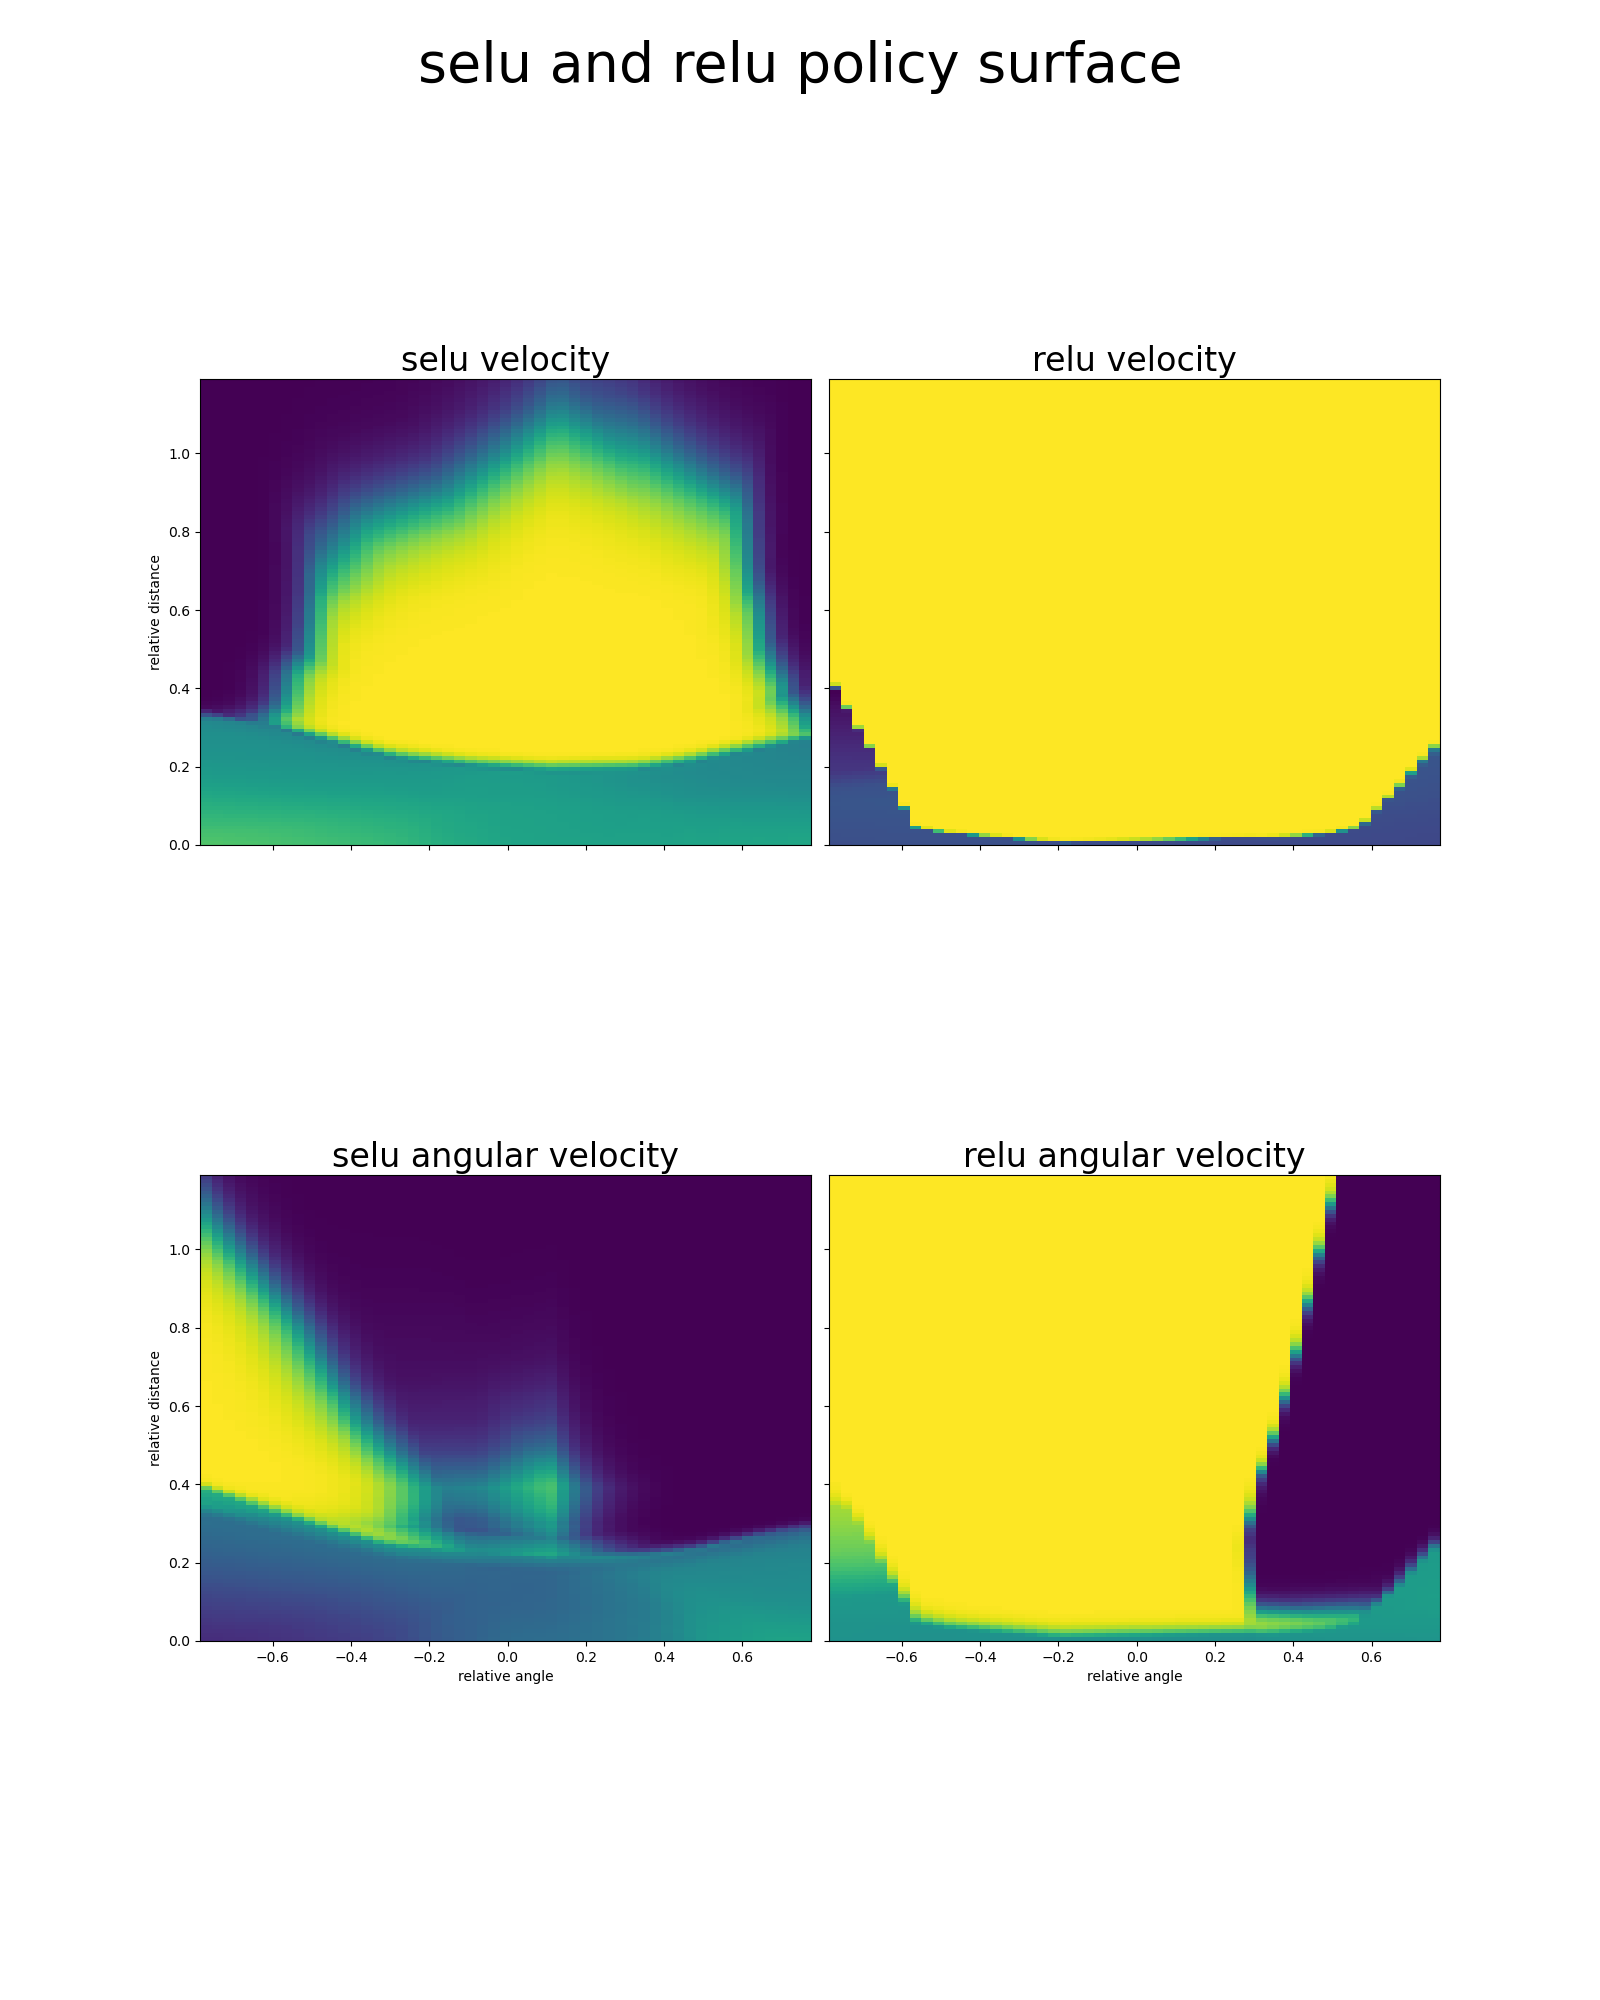 selu and relu policy surface
selu velocity
relu velocity
relative distance
1.0
0.8
0.6
0.4
0.2
0.0
selu angular velocity
relu angular velocity
relative distance
1.0
0.8
0.6
0.4
0.2
0.0
−0.6 −0.4 −0.2 0.0 0.2 0.4 0.6
−0.6 −0.4 −0.2 0.0 0.2 0.4 0.6
relative angle
relative angle